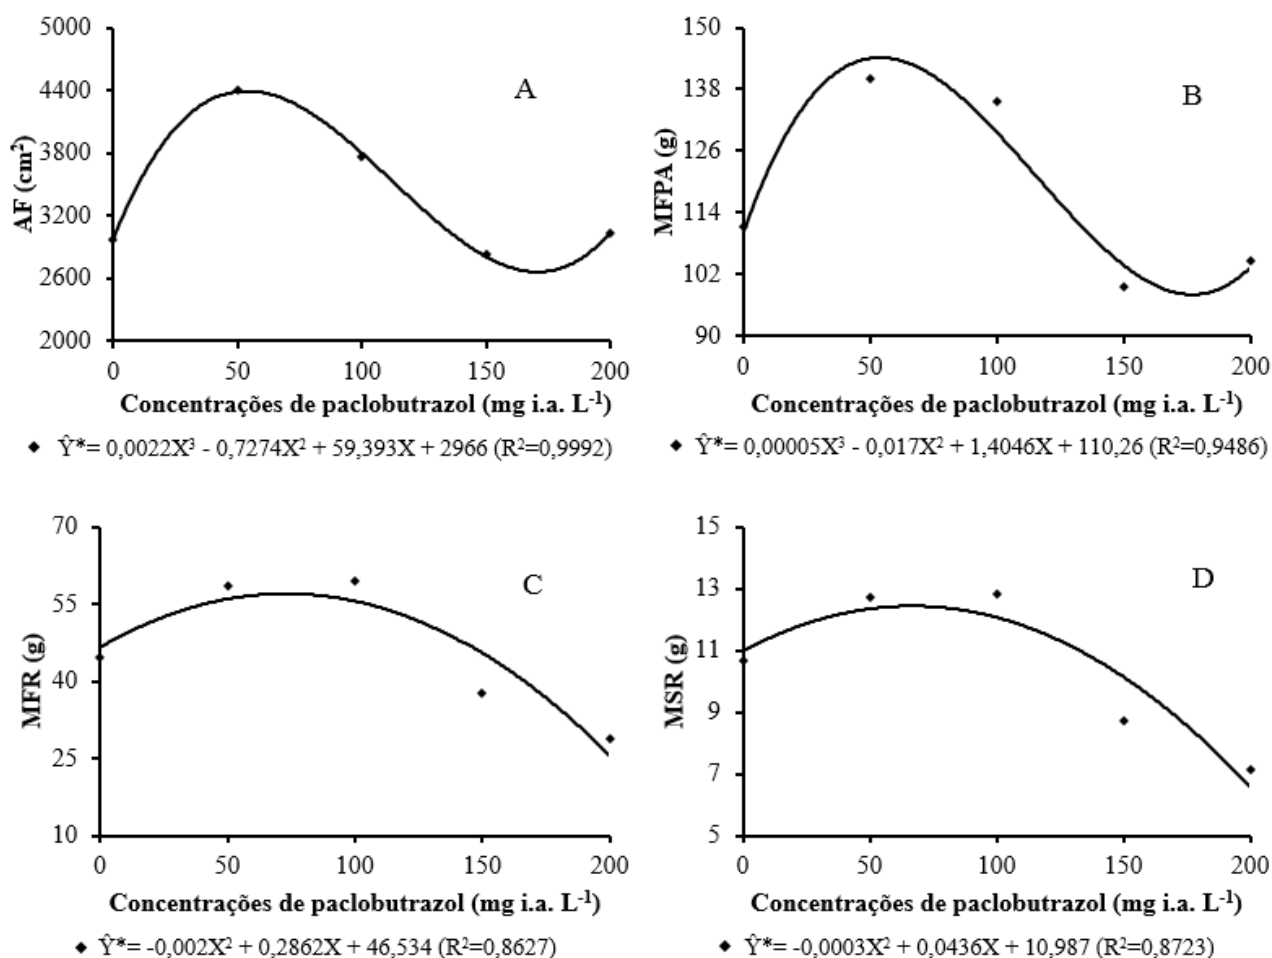 5000
4400
3800
3200
2600
2000
AF (cm²)
A
0 50 100 150 200
Concentrações de paclobutrazol (mg i.a. L⁻¹)
◆ Ŷ*= 0,0022X³ - 0,7274X² + 59,393X + 2966 (R²=0,9992)
150
138
126
114
102
90
MFPA (g)
B
0 50 100 150 200
Concentrações de paclobutrazol (mg i.a. L⁻¹)
◆ Ŷ*= 0,00005X³ - 0,017X² + 1,4046X + 110,26 (R²=0,9486)
70
55
40
25
10
MFR (g)
C
0 50 100 150 200
Concentrações de paclobutrazol (mg i.a. L⁻¹)
◆ Ŷ*= -0,002X² + 0,2862X + 46,534 (R²=0,8627)
15
13
11
9
7
5
MSR (g)
D
0 50 100 150 200
Concentrações de paclobutrazol (mg i.a. L⁻¹)
◆ Ŷ*= -0,0003X² + 0,0436X + 10,987 (R²=0,8723)